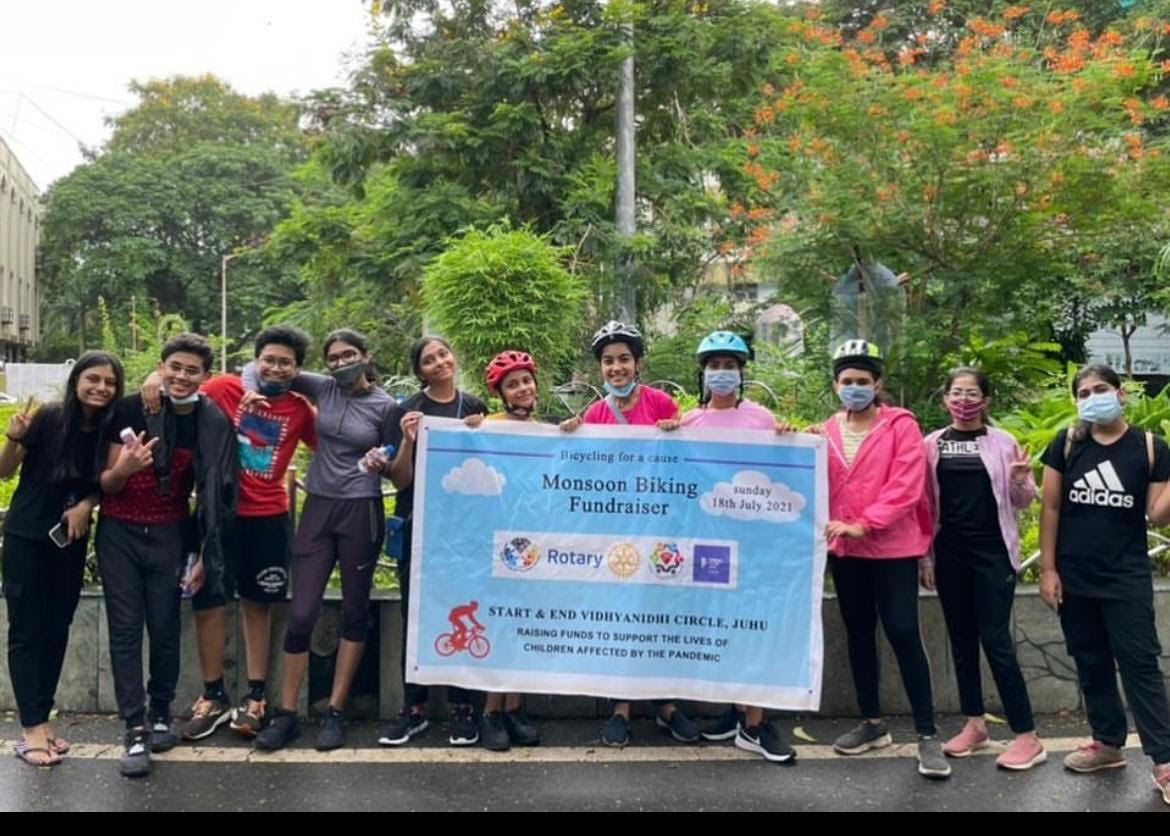 Bicycling for a cause
Monsoon Biking
Fundraiser
sunday
18th July 2021
Rotary
START & END VIDHYANIDHI CIRCLE, JUHU
RAISING FUNDS TO SUPPORT THE LIVES OF
CHILDREN AFFECTED BY THE PANDEMIC
adidas